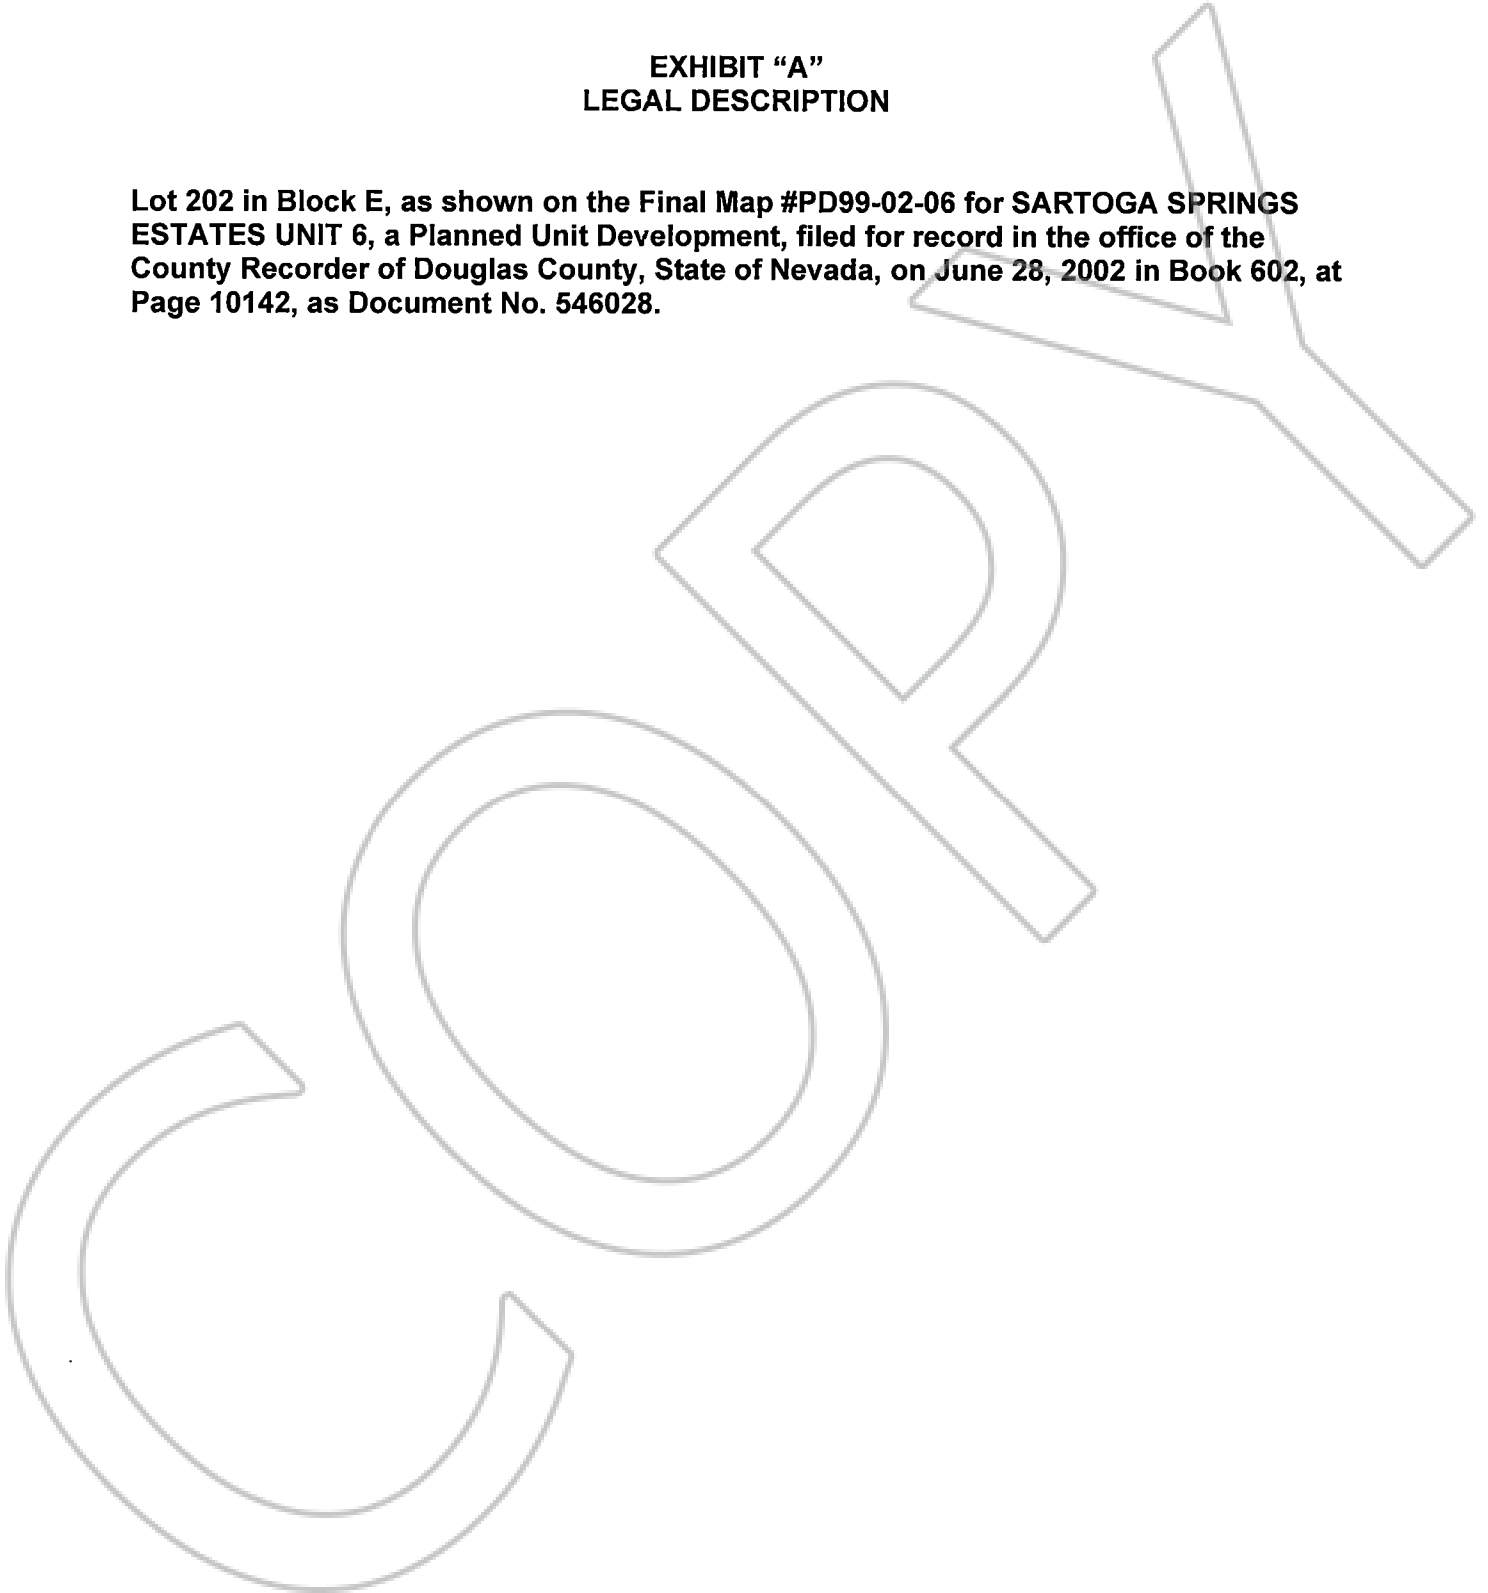 EXHIBIT “A”
LEGAL DESCRIPTION
Lot 202 in Block E, as shown on the Final Map #PD99-02-06 for SARTOGA SPRINGS
ESTATES UNIT 6, a Planned Unit Development, filed for record in the office of the
County Recorder of Douglas County, State of Nevada, on June 28, 2002 in Book 602, at
Page 10142, as Document No. 546028.
COPY